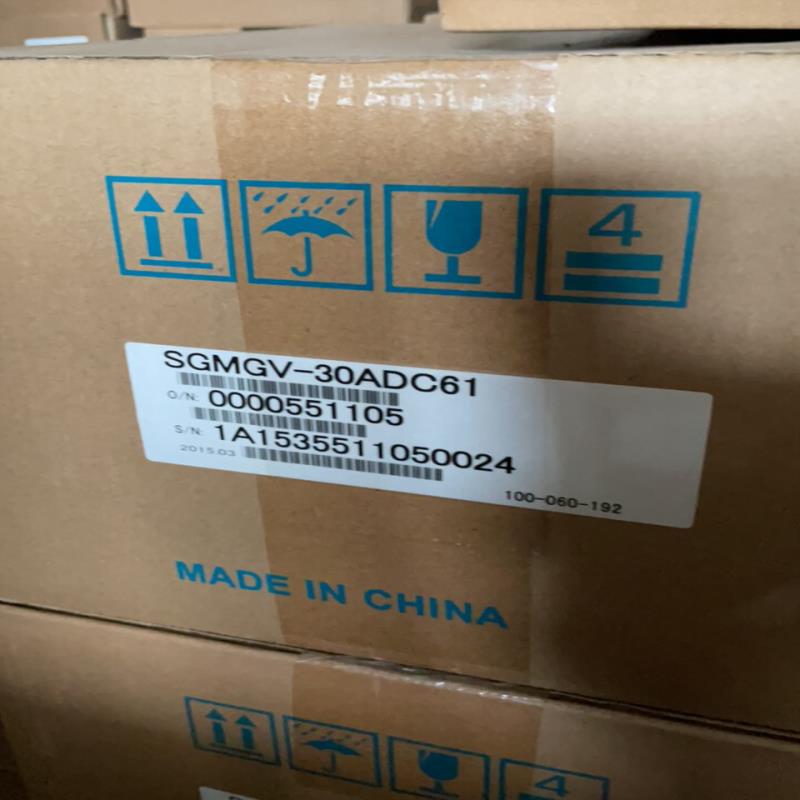 4
SGMGV-30ADC61
O/N: 0000551105
S/N: 1A1535511050024
2015.03
100-060-192
MADE IN CHINA
4